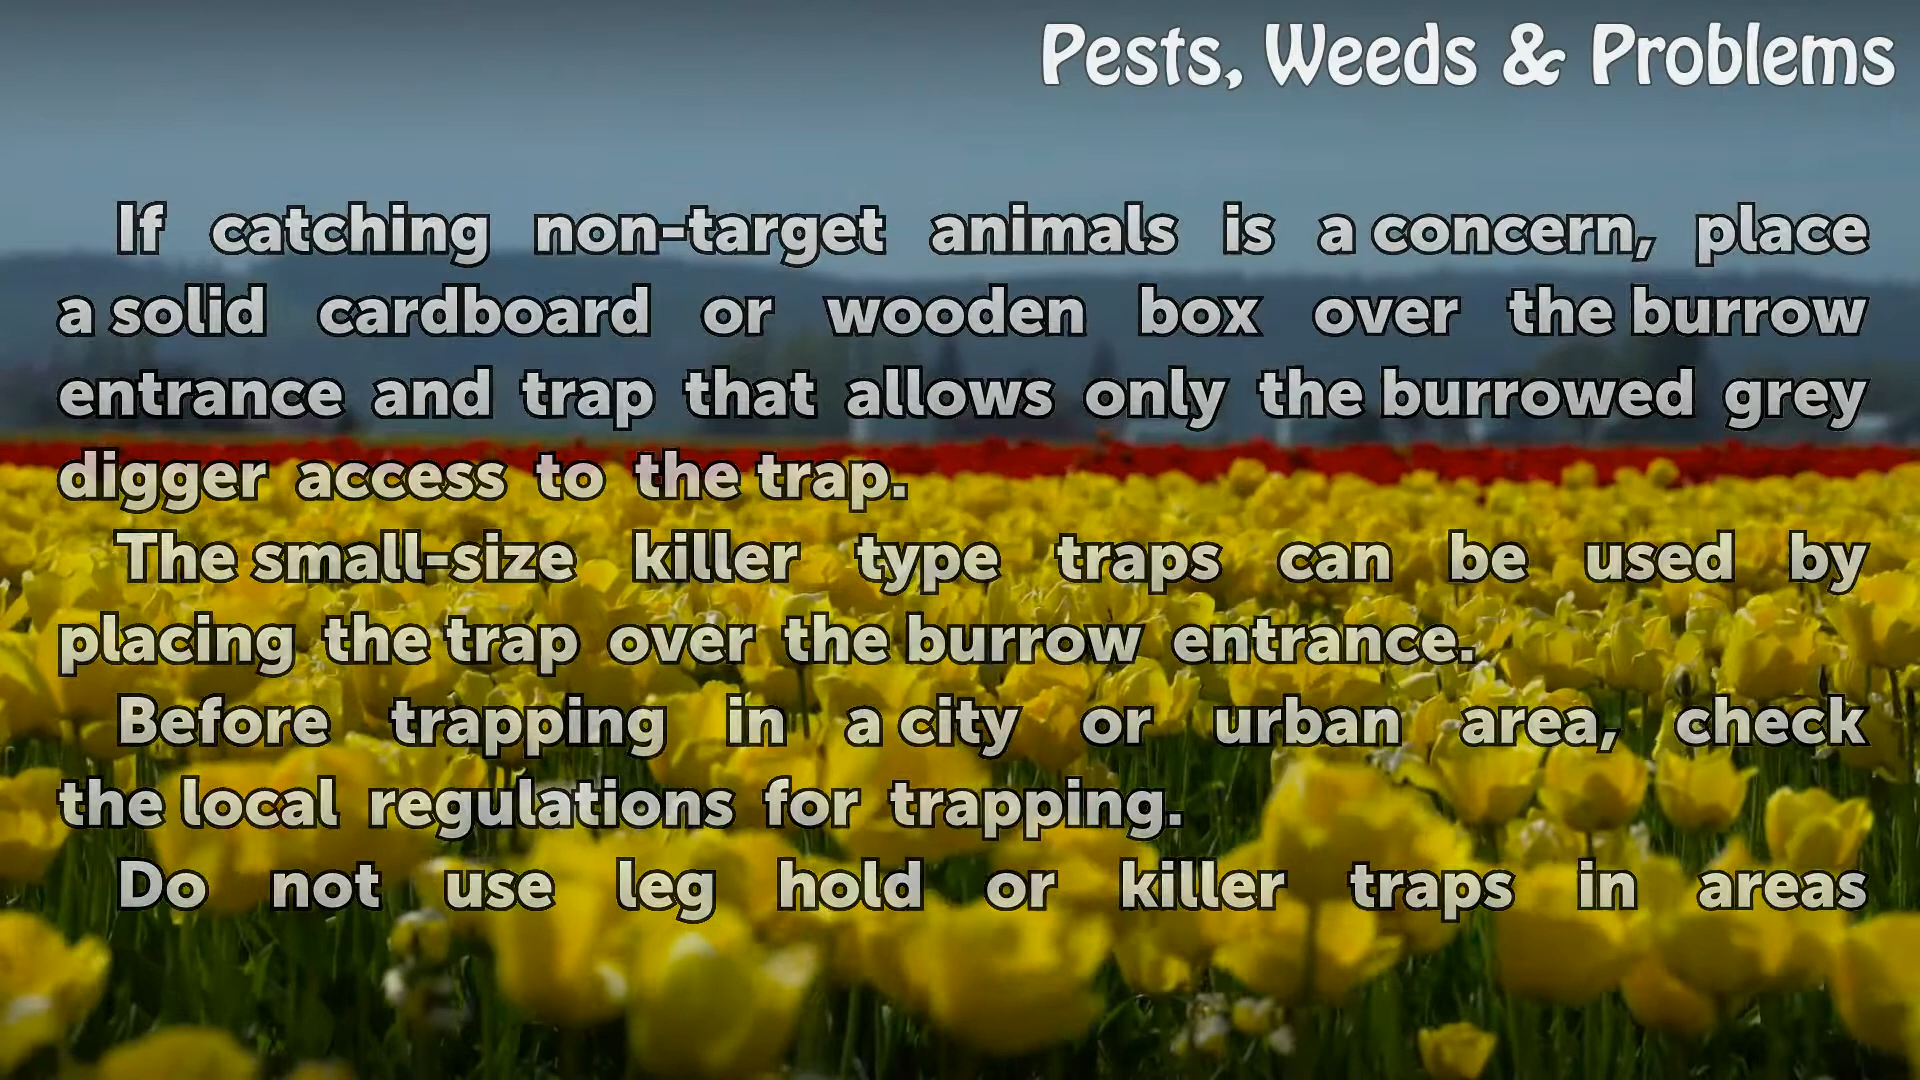 Pests, Weeds & Problems
If catching non-target animals is a concern, place
a solid cardboard or wooden box over the burrow
entrance and trap that allows only the burrowed grey
digger access to the trap.
The small-size killer type traps can be used by
placing the trap over the burrow entrance.
Before trapping in a city or urban area, check
the local regulations for trapping.
Do not use leg hold or killer traps in areas